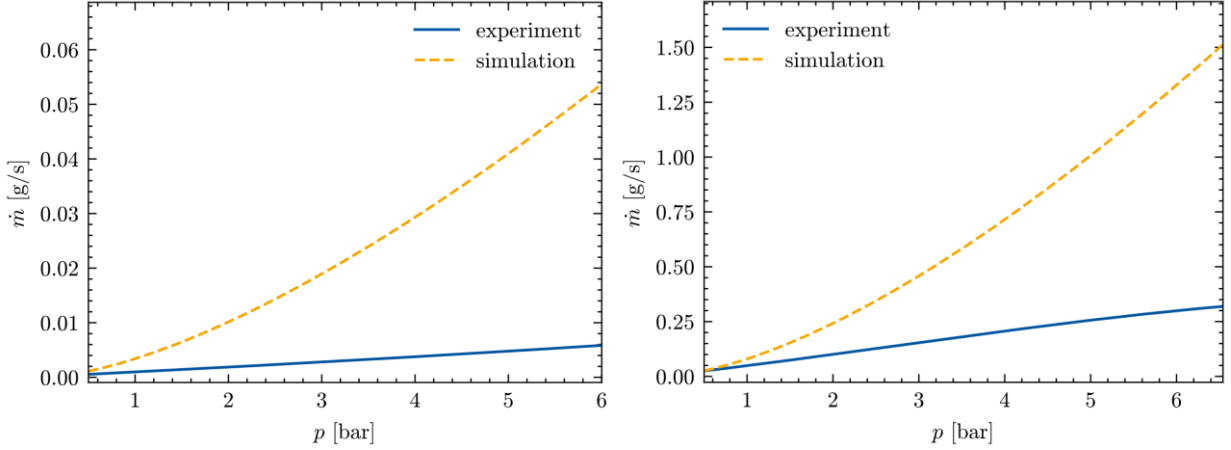 experiment
simulation
0.06
0.05
0.04
0.03
0.02
0.01
0.00
ṁ [g/s]
1 2 3 4 5 6
p [bar]
experiment
simulation
1.50
1.25
1.00
0.75
0.50
0.25
0.00
ṁ [g/s]
1 2 3 4 5 6
p [bar]